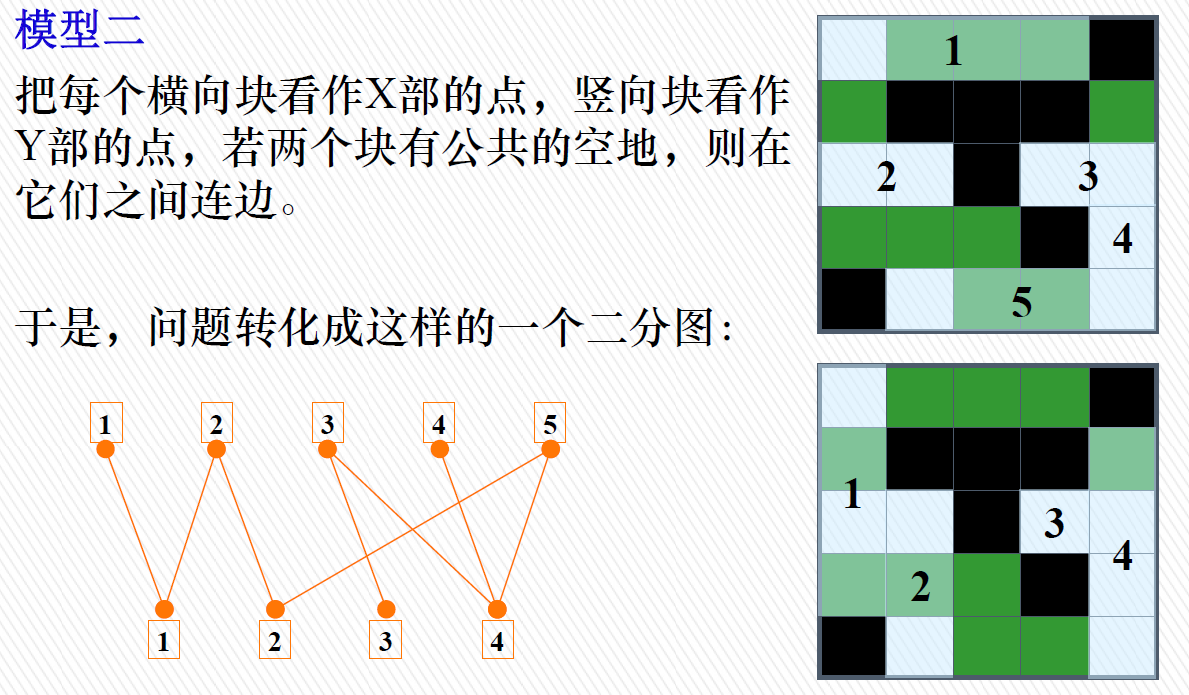 模型二
把每个横向块看作X部的点，竖向块看作
Y部的点，若两个块有公共的空地，则在
它们之间连边。
于是，问题转化成这样的一个二分图：
1 2 3 4 5
1 2 3 4
1
2 3
4
5
1
3
4
2